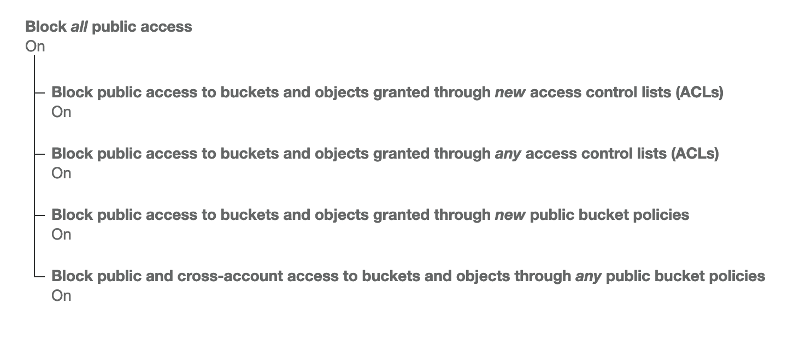 Block all public access
On
Block public access to buckets and objects granted through new access control lists (ACLs)
On
Block public access to buckets and objects granted through any access control lists (ACLs)
On
Block public access to buckets and objects granted through new public bucket policies
On
Block public and cross-account access to buckets and objects through any public bucket policies
On